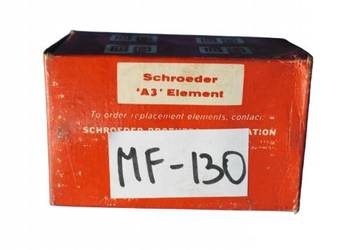 Schroeder
'A3' Element
To order replacement elements, contact:
SCHROEDER BROTHERS
MF-130